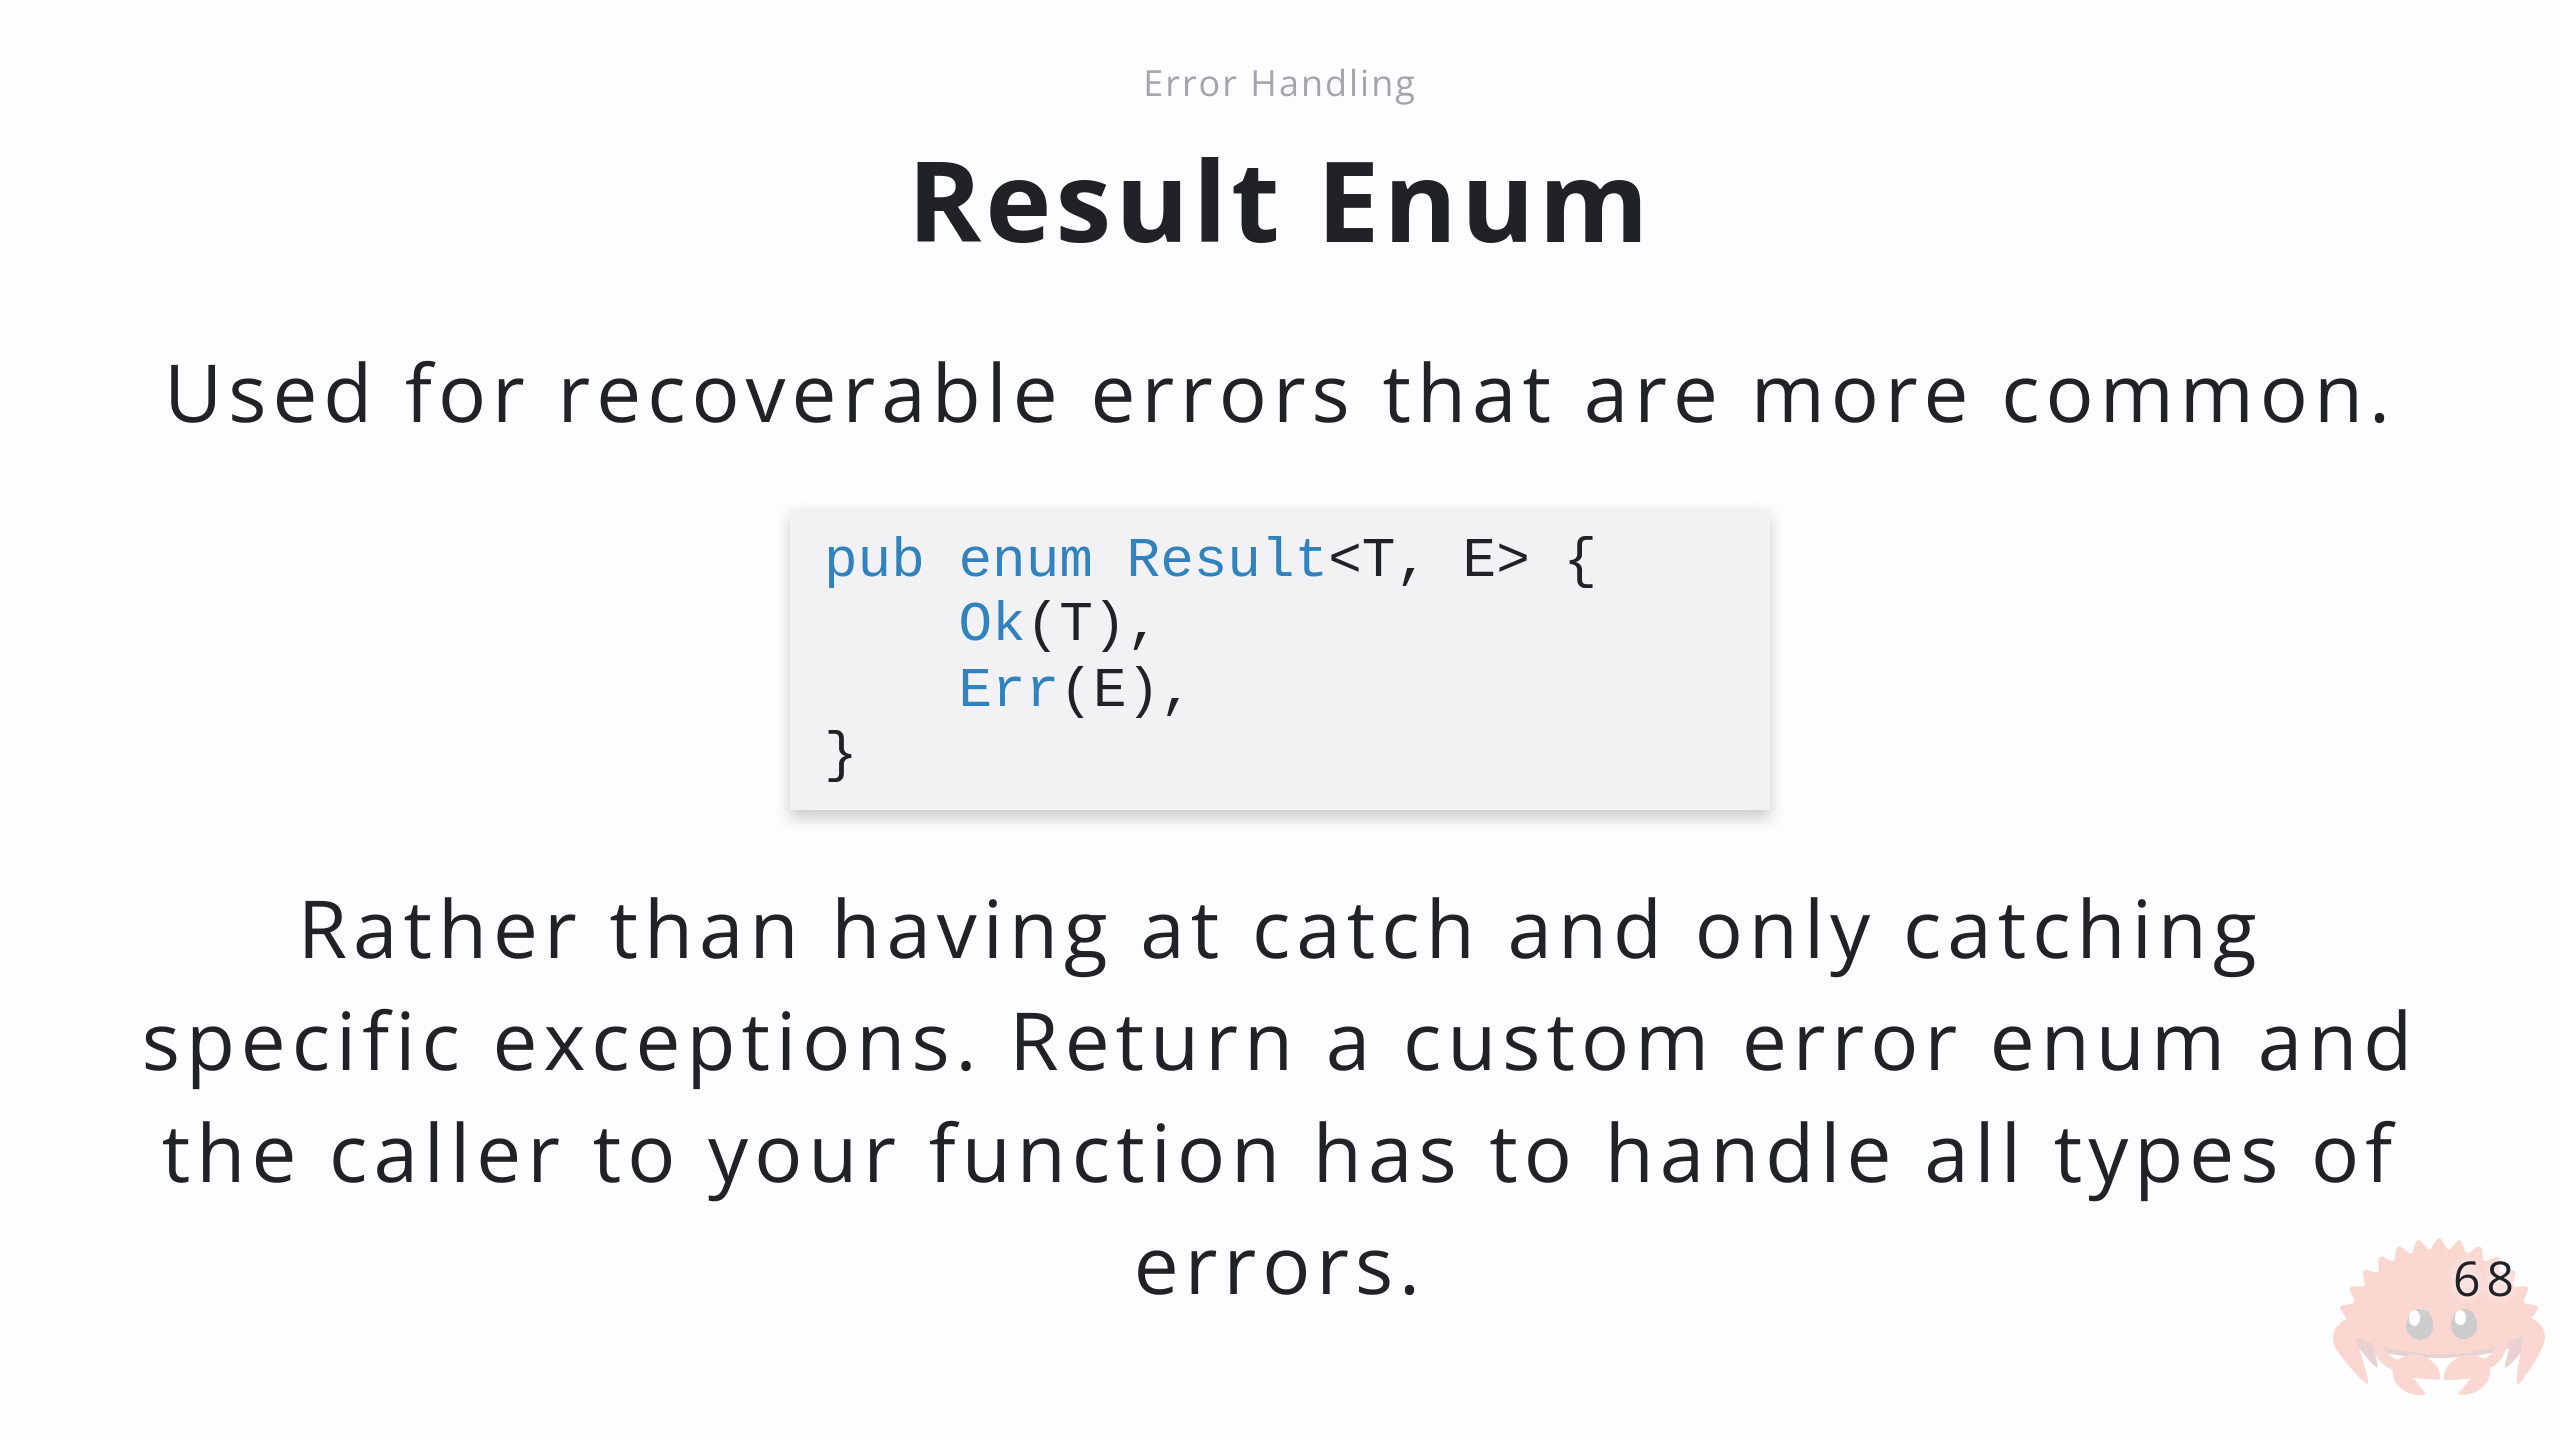 Error Handling
Result Enum
Used for recoverable errors that are more common.
pub enum Result<T, E> {
    Ok(T),
    Err(E),
}
Rather than having at catch and only catching
specific exceptions. Return a custom error enum and
the caller to your function has to handle all types of
errors.
68